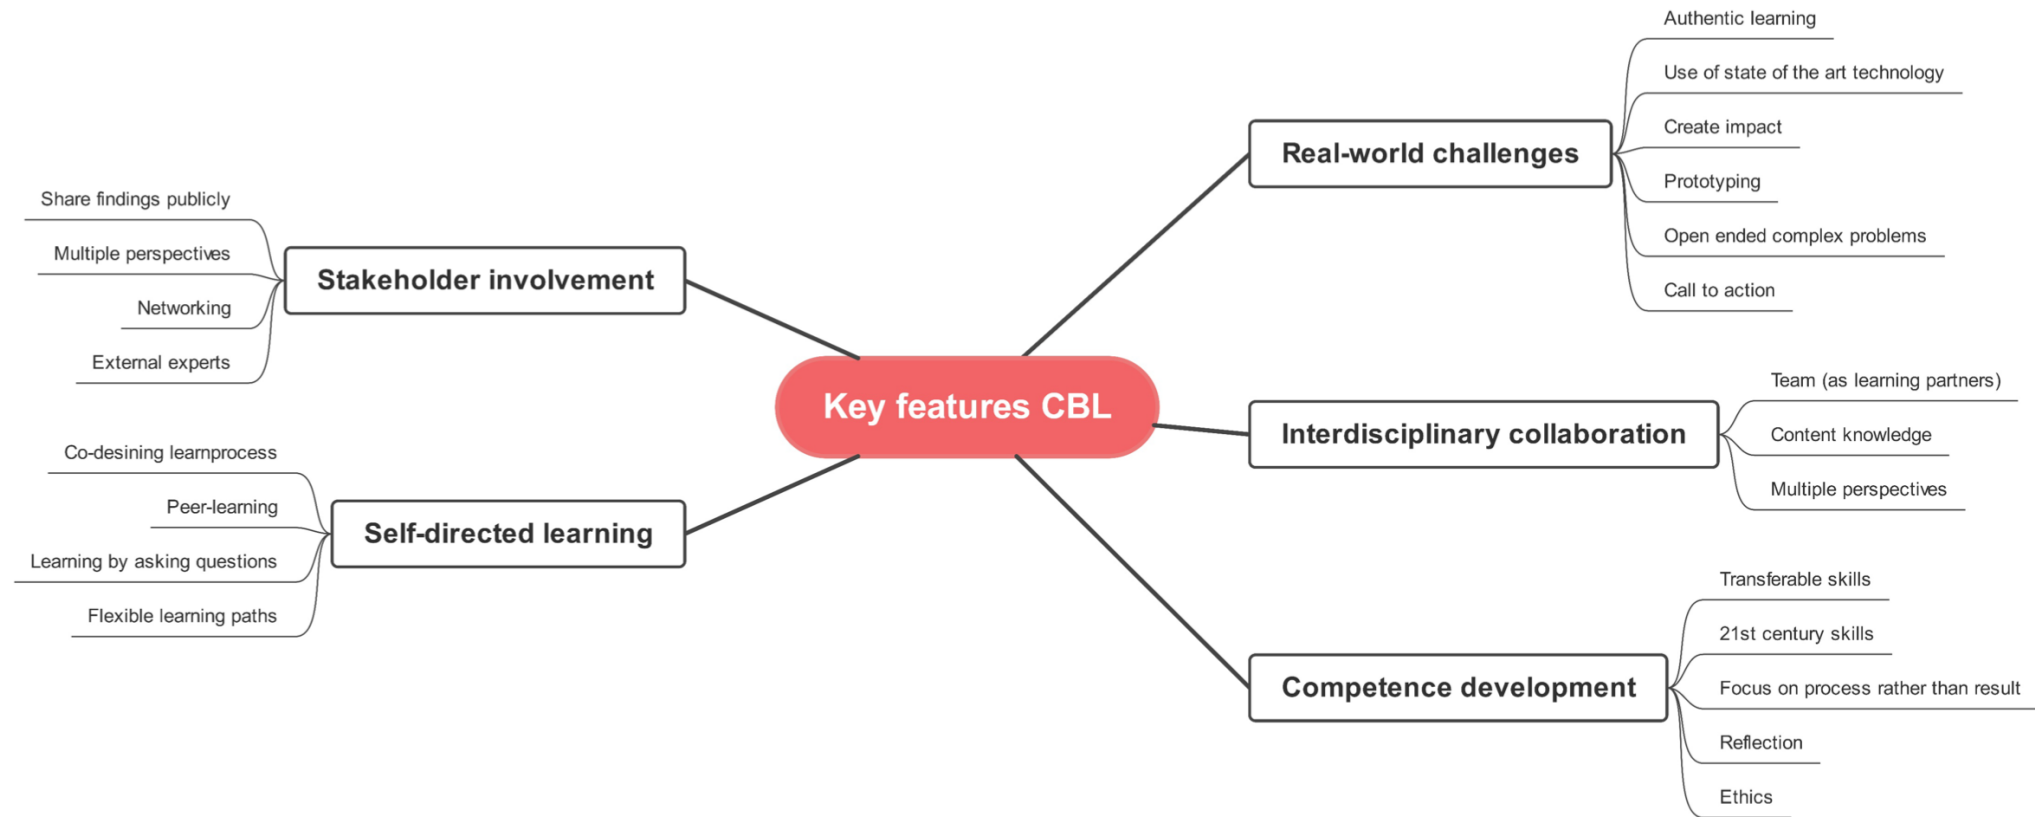 Key features CBL
Real-world challenges
Authentic learning
Use of state of the art technology
Create impact
Prototyping
Open ended complex problems
Call to action
Interdisciplinary collaboration
Team (as learning partners)
Content knowledge
Multiple perspectives
Competence development
Transferable skills
21st century skills
Focus on process rather than result
Reflection
Ethics
Stakeholder involvement
Share findings publicly
Multiple perspectives
Networking
External experts
Self-directed learning
Co-desining learnprocess
Peer-learning
Learning by asking questions
Flexible learning paths